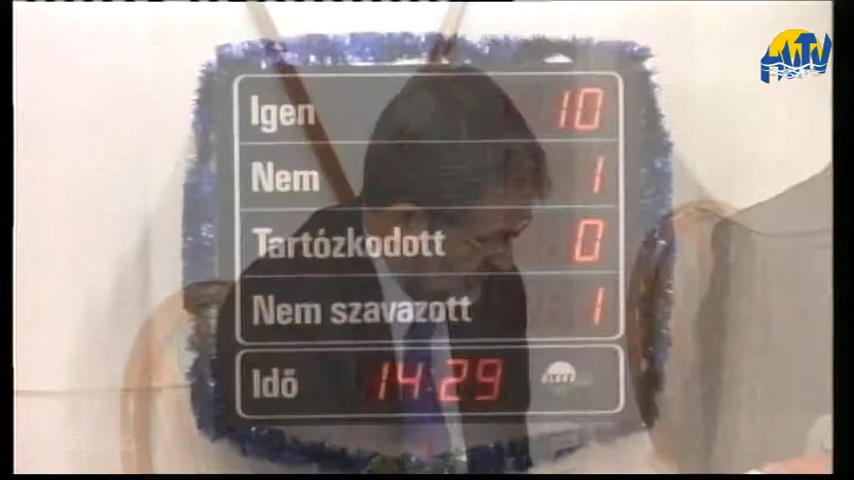 Igen 10
Nem 1
Tartózkodott 0
Nem szavazott 1
Idő 14:29